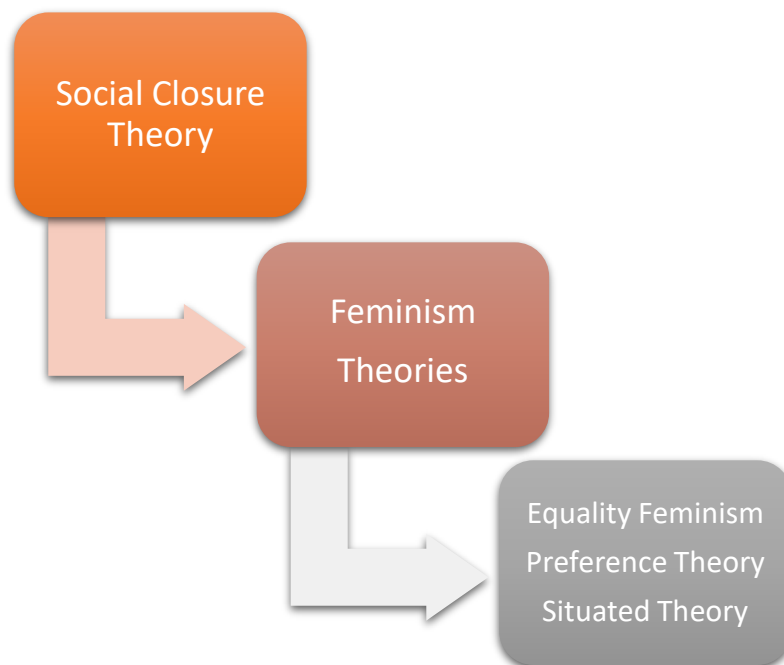 Social Closure
Theory
Feminism
Theories
Equality Feminism
Preference Theory
Situated Theory